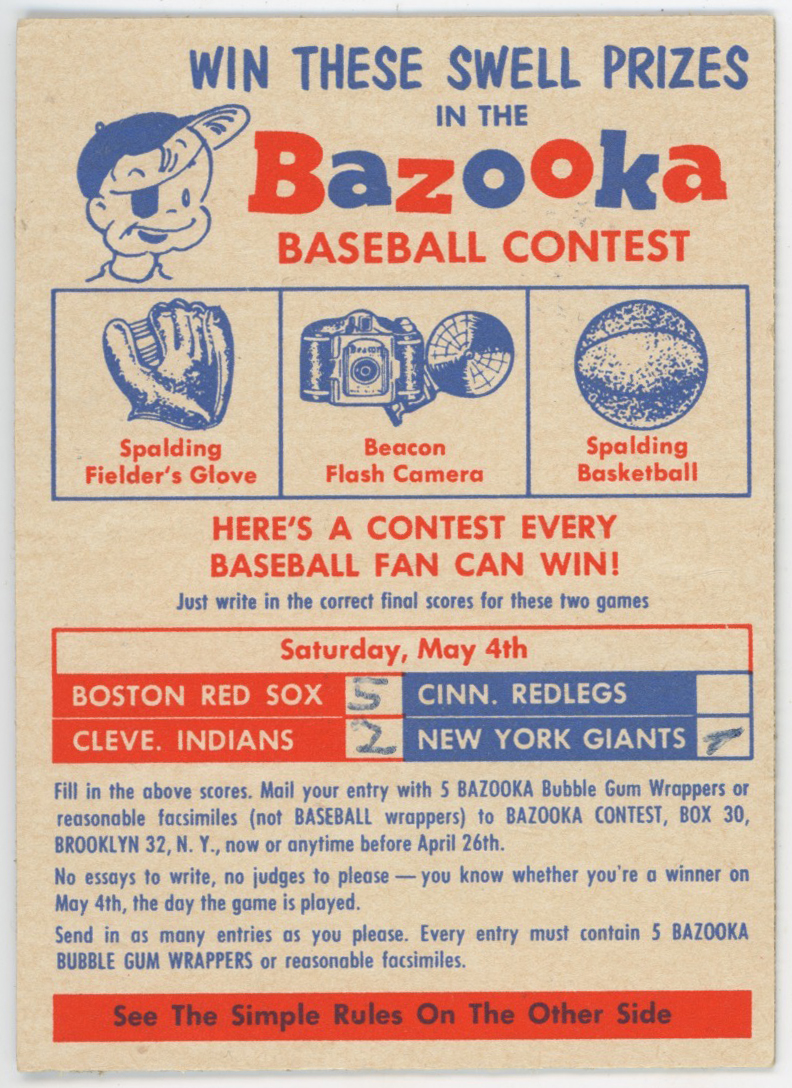 WIN THESE SWELL PRIZES
IN THE
Bazooka
BASEBALL CONTEST
Spalding
Fielder's Glove
Beacon
Flash Camera
Spalding
Basketball
HERE'S A CONTEST EVERY
BASEBALL FAN CAN WIN!
Just write in the correct final scores for these two games
Saturday, May 4th
BOSTON RED SOX 5 CINN. REDLEGS
CLEVE. INDIANS 2 NEW YORK GIANTS
Fill in the above scores. Mail your entry with 5 BAZOOKA Bubble Gum Wrappers or
reasonable facsimiles (not BASEBALL wrappers) to BAZOOKA CONTEST, BOX 30,
BROOKLYN 32, N. Y., now or anytime before April 26th.
No essays to write, no judges to please — you know whether you're a winner on
May 4th, the day the game is played.
Send in as many entries as you please. Every entry must contain 5 BAZOOKA
BUBBLE GUM WRAPPERS or reasonable facsimiles.
See The Simple Rules On The Other Side